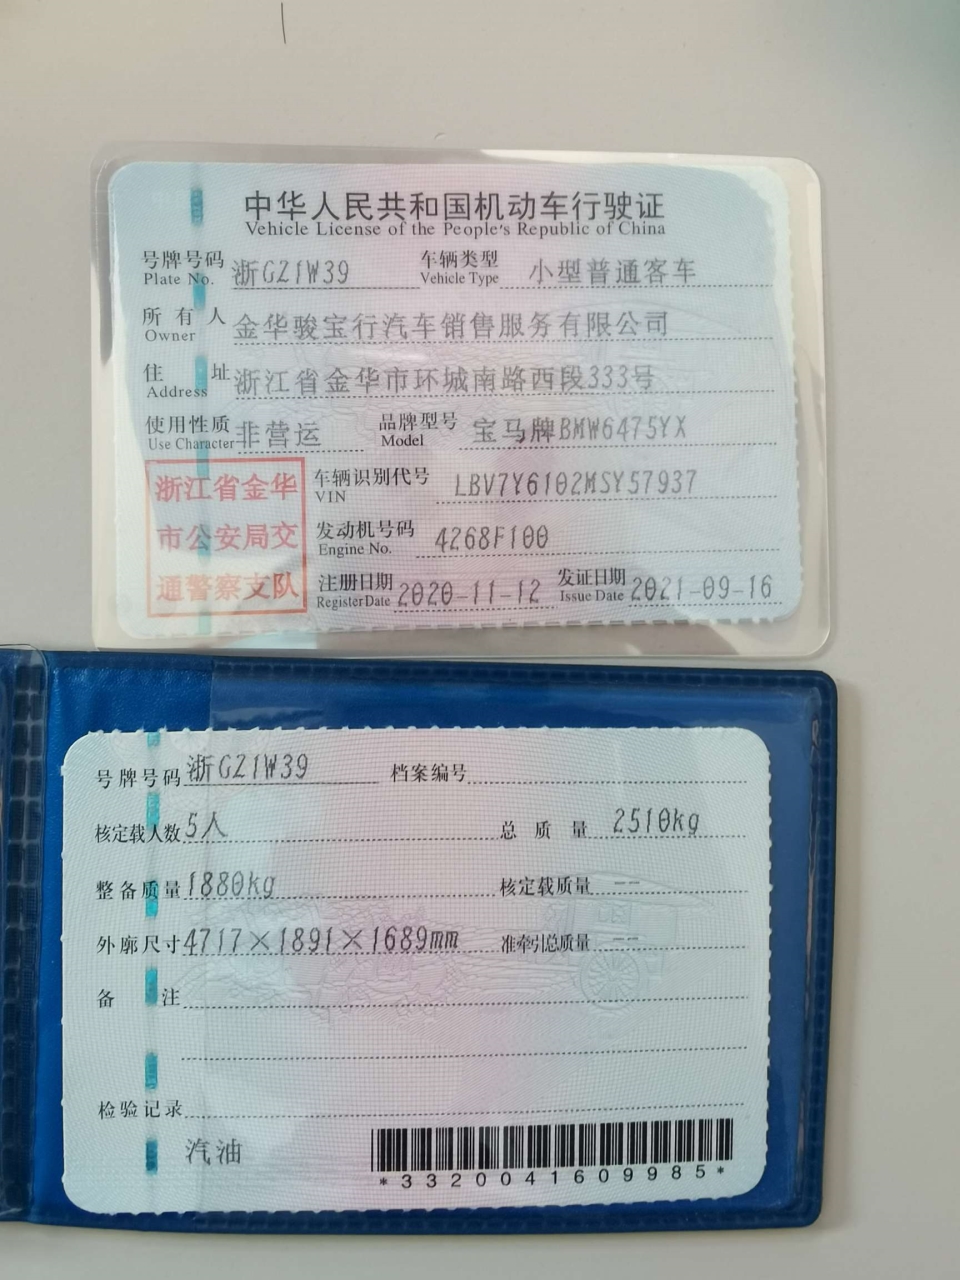 中华人民共和国机动车行驶证
Vehicle License of the People's Republic of China
号牌号码 Plate No. 浙GZ1W39 车辆类型 Vehicle Type 小型普通客车
所有人 Owner 金华骏宝行汽车销售服务有限公司
住址 Address 浙江省金华市环城南路西段333号
使用性质 Use Character 非营运 品牌型号 Model 宝马牌BMW6475YX
浙江省金华
市公安局交
通警察支队
车辆识别代号 VIN LBV7Y6102MSY57937
发动机号码 Engine No. 4268F100
注册日期 Register Date 2020-11-12 发证日期 Issue Date 2021-09-16
号牌号码 浙GZ1W39 档案编号
核定载人数 5人 总质量 2510kg
整备质量 1880kg 核定载质量 --
外廓尺寸 4717×1891×1689mm 准牵引总质量 --
备注
检验记录
汽油
*3320041609985*